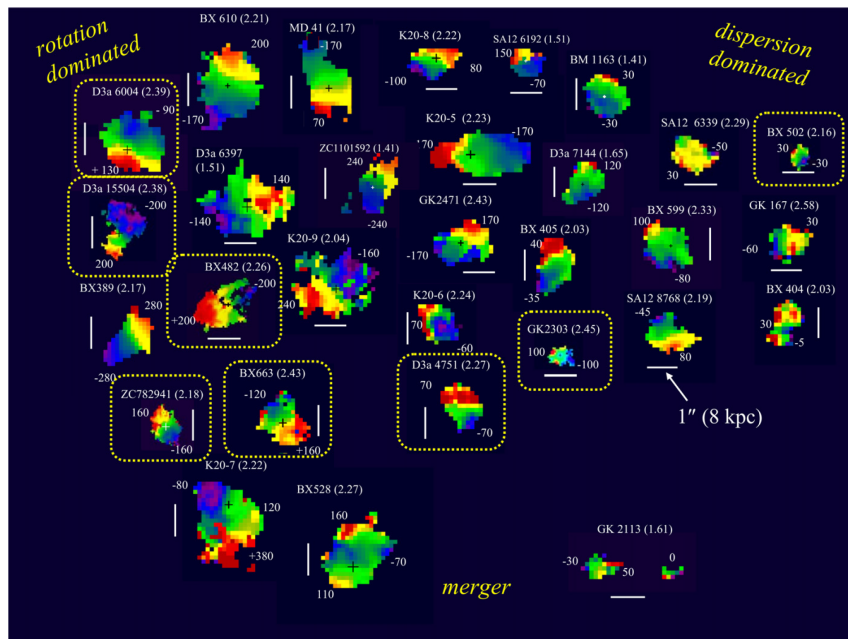 rotation
dominated
dispersion
dominated
BX 610 (2.21)
200
-170
MD 41 (2.17)
-170
70
K20-8 (2.22)
-100
80
SA12 6192 (1.51)
150
-70
BM 1163 (1.41)
30
-30
D3a 6004 (2.39)
- 90
+ 130
K20-5 (2.23)
170
-170
SA12 6339 (2.29)
-50
30
BX 502 (2.16)
30
-30
D3a 6397
(1.51)
140
-140
ZC1101592 (1.41)
240
-240
D3a 7144 (1.65)
120
-120
D3a 15504 (2.38)
-200
200
GK2471 (2.43)
170
-170
BX 405 (2.03)
40
-35
BX 599 (2.33)
100
-80
GK 167 (2.58)
30
-60
K20-9 (2.04)
-160
240
BX482 (2.26)
-200
+200
BX389 (2.17)
280
-280
K20-6 (2.24)
70
-60
GK2303 (2.45)
100
-100
SA12 8768 (2.19)
-45
80
BX 404 (2.03)
30
-5
1″ (8 kpc)
ZC782941 (2.18)
160
-160
BX663 (2.43)
-120
+160
D3a 4751 (2.27)
70
-70
K20-7 (2.22)
-80
120
+380
BX528 (2.27)
160
-70
110
merger
GK 2113 (1.61)
-30
50
0